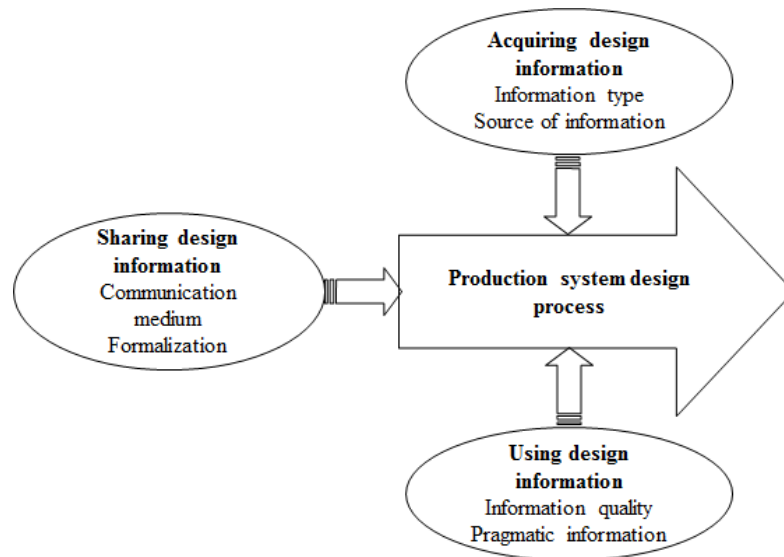 Acquiring design
information
Information type
Source of information
Sharing design
information
Communication
medium
Formalization
Production system design
process
Using design
information
Information quality
Pragmatic information